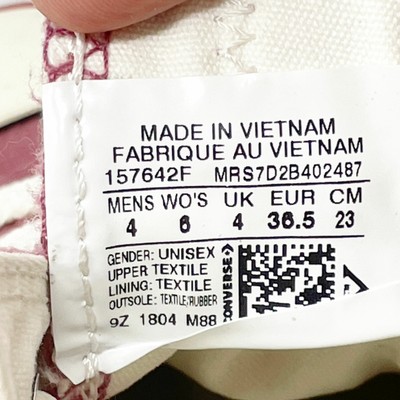 MADE IN VIETNAM
FABRIQUE AU VIETNAM
157642F MRS7D2B402487
MENS WO'S UK EUR CM
4 6 4 36.5 23
GENDER: UNISEX
UPPER TEXTILE
LINING: TEXTILE
OUTSOLE: TEXTILE/RUBBER
9Z 1804 M88
CONVERSE